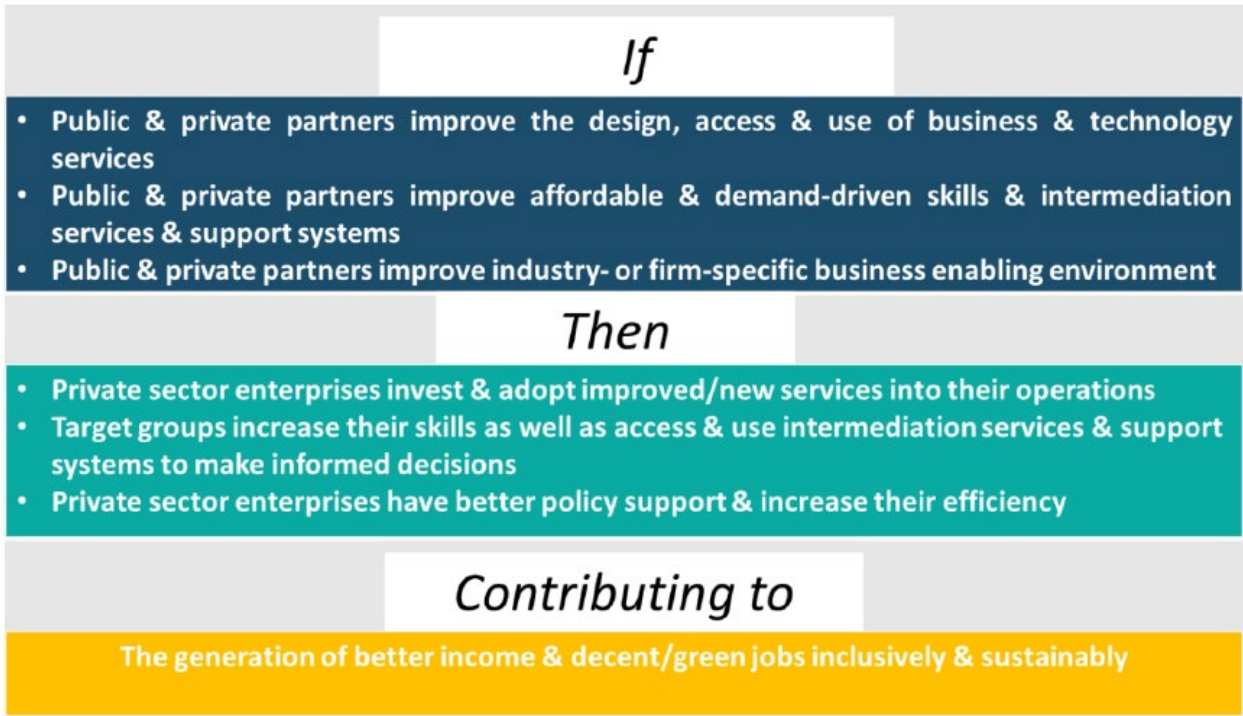 If
• Public & private partners improve the design, access & use of business & technology
services
• Public & private partners improve affordable & demand-driven skills & intermediation
services & support systems
• Public & private partners improve industry- or firm-specific business enabling environment
Then
• Private sector enterprises invest & adopt improved/new services into their operations
• Target groups increase their skills as well as access & use intermediation services & support
systems to make informed decisions
• Private sector enterprises have better policy support & increase their efficiency
Contributing to
The generation of better income & decent/green jobs inclusively & sustainably